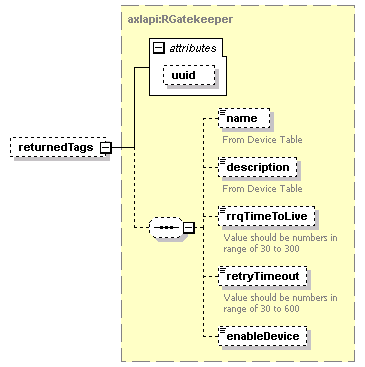 axlapi:RGatekeeper
attributes
uuid
returnedTags
name
From Device Table
description
From Device Table
rrqTimeToLive
Value should be numbers in
range of 30 to 300
retryTimeout
Value should be numbers in
range of 30 to 600
enableDevice